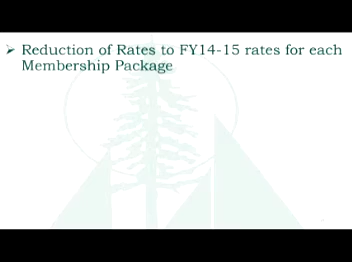 Reduction of Rates to FY14-15 rates for each
Membership Package